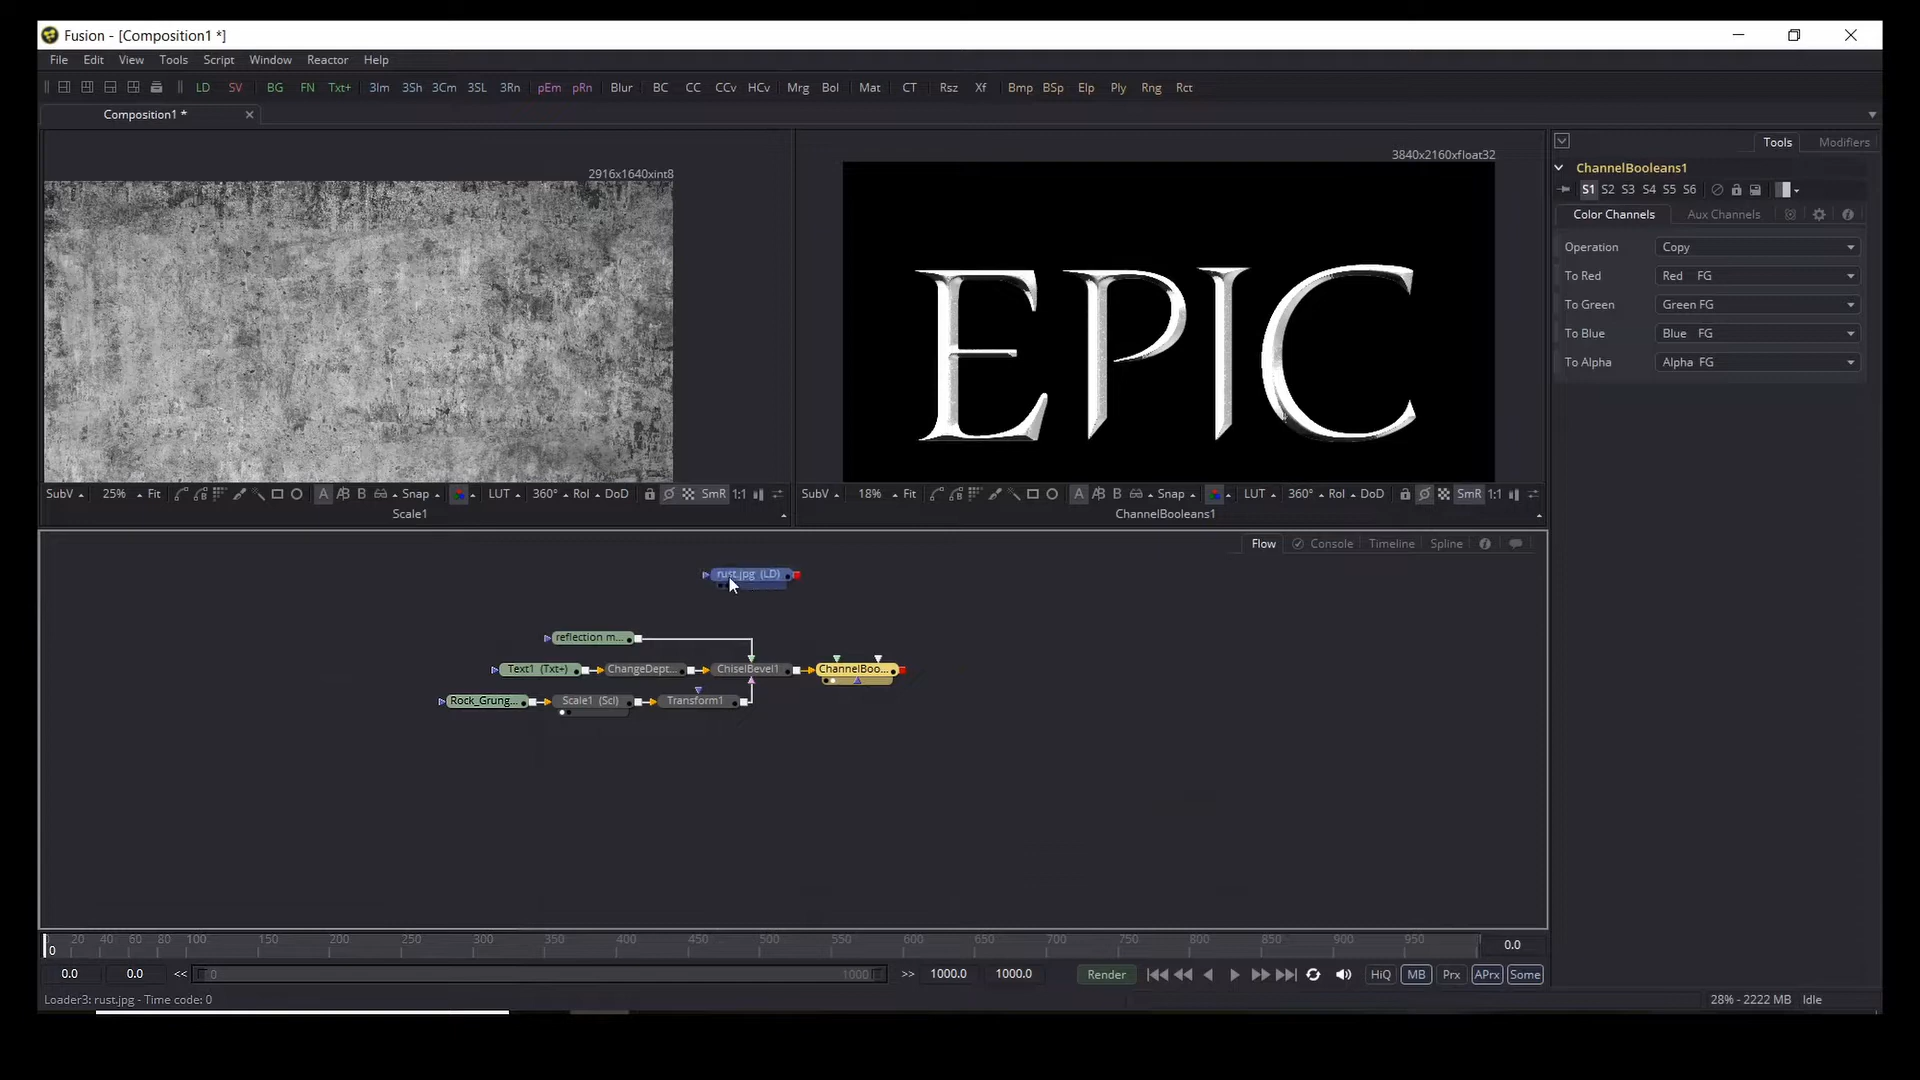 Fusion - [Composition1 *]
File Edit View Tools Script Window Reactor Help
LD SV BG FN Txt+ 3Im 3Sh 3Cm 3SL 3Rn pEm pRn Blur BC CC CCv HCv Mrg Bol Mat CT Rsz Xf Bmp BSp Elp Ply Rng Rct
Composition1 *
Tools Modifiers
3840x2160xfloat32
2916x1640xint8
ChannelBooleans1
S1 S2 S3 S4 S5 S6
Color Channels Aux Channels
Operation Copy
To Red Red FG
To Green Green FG
To Blue Blue FG
To Alpha Alpha FG
EPIC
SubV 25% Fit A B Snap LUT 360° RoI DoD SmR 1:1
SubV 18% Fit A B Snap LUT 360° RoI DoD SmR 1:1
Scale1
ChannelBooleans1
Flow Console Timeline Spline
rust.jpg (LD)
reflection m...
Text1 (Txt+) ChangeDept... ChiselBevel1 ChannelBoo...
Rock_Grung... Scale1 (Scl) Transform1
0 20 40 60 80 100 150 200 250 300 350 400 450 500 550 600 650 700 750 800 850 900 950
0.0
0.0 0.0 << 0 1000 >> 1000.0 1000.0 Render HiQ MB Prx APrx Some
Loader3: rust.jpg - Time code: 0
28% - 2222 MB Idle